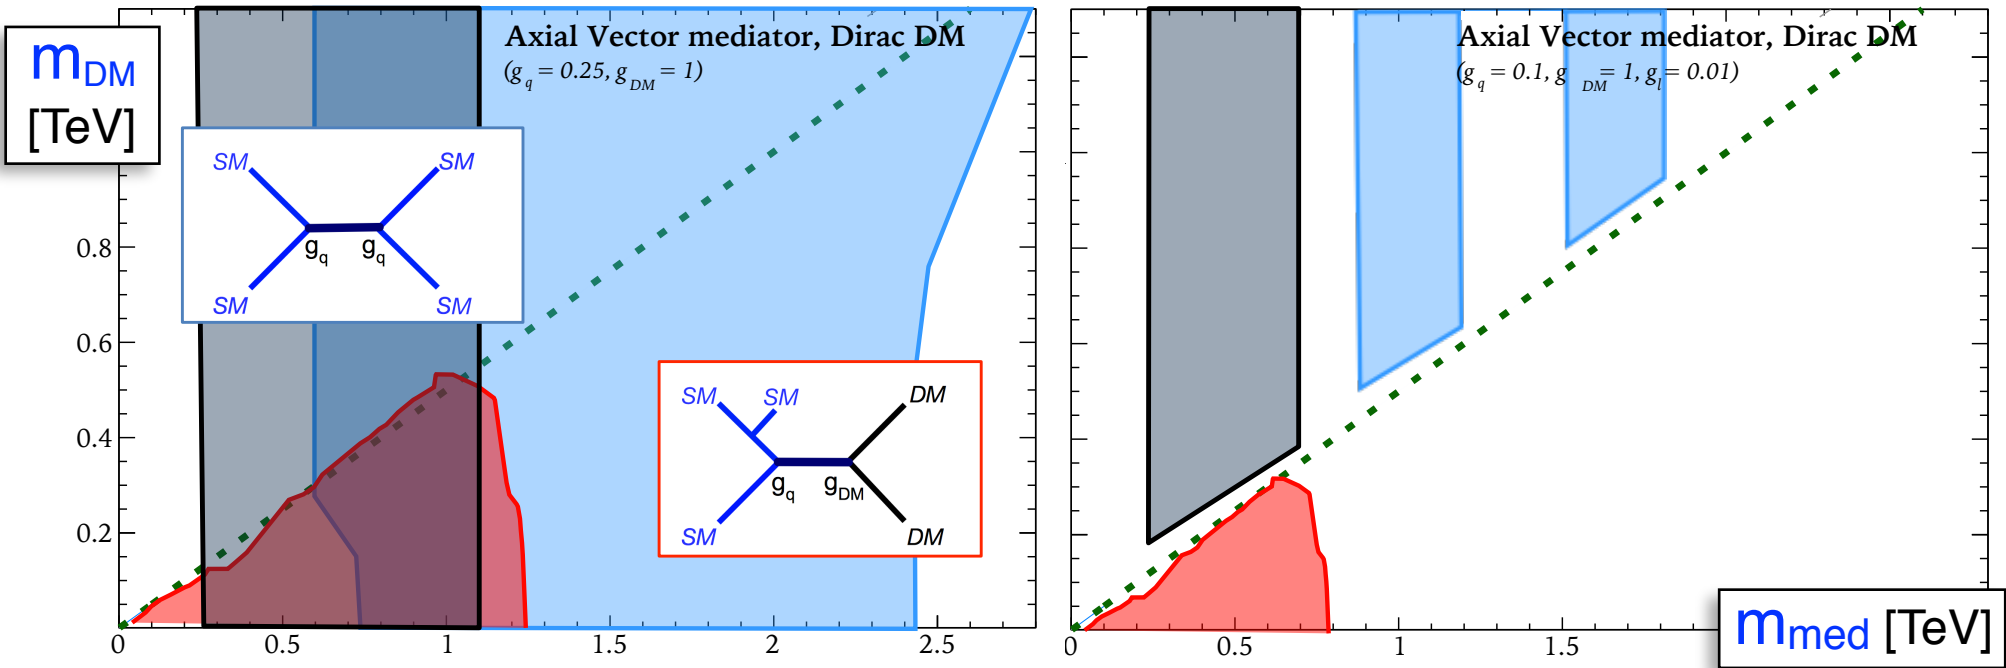 m_DM
[TeV]
Axial Vector mediator, Dirac DM
(g_q = 0.25, g_DM = 1)
SM SM
g_q g_q
SM SM
SM SM DM
g_q g_DM
SM DM
0.8
0.6
0.4
0.2
0 0.5 1 1.5 2 2.5
Axial Vector mediator, Dirac DM
(g_q = 0.1, g_DM = 1, g_l = 0.01)
0 0.5 1 1.5
m_med [TeV]